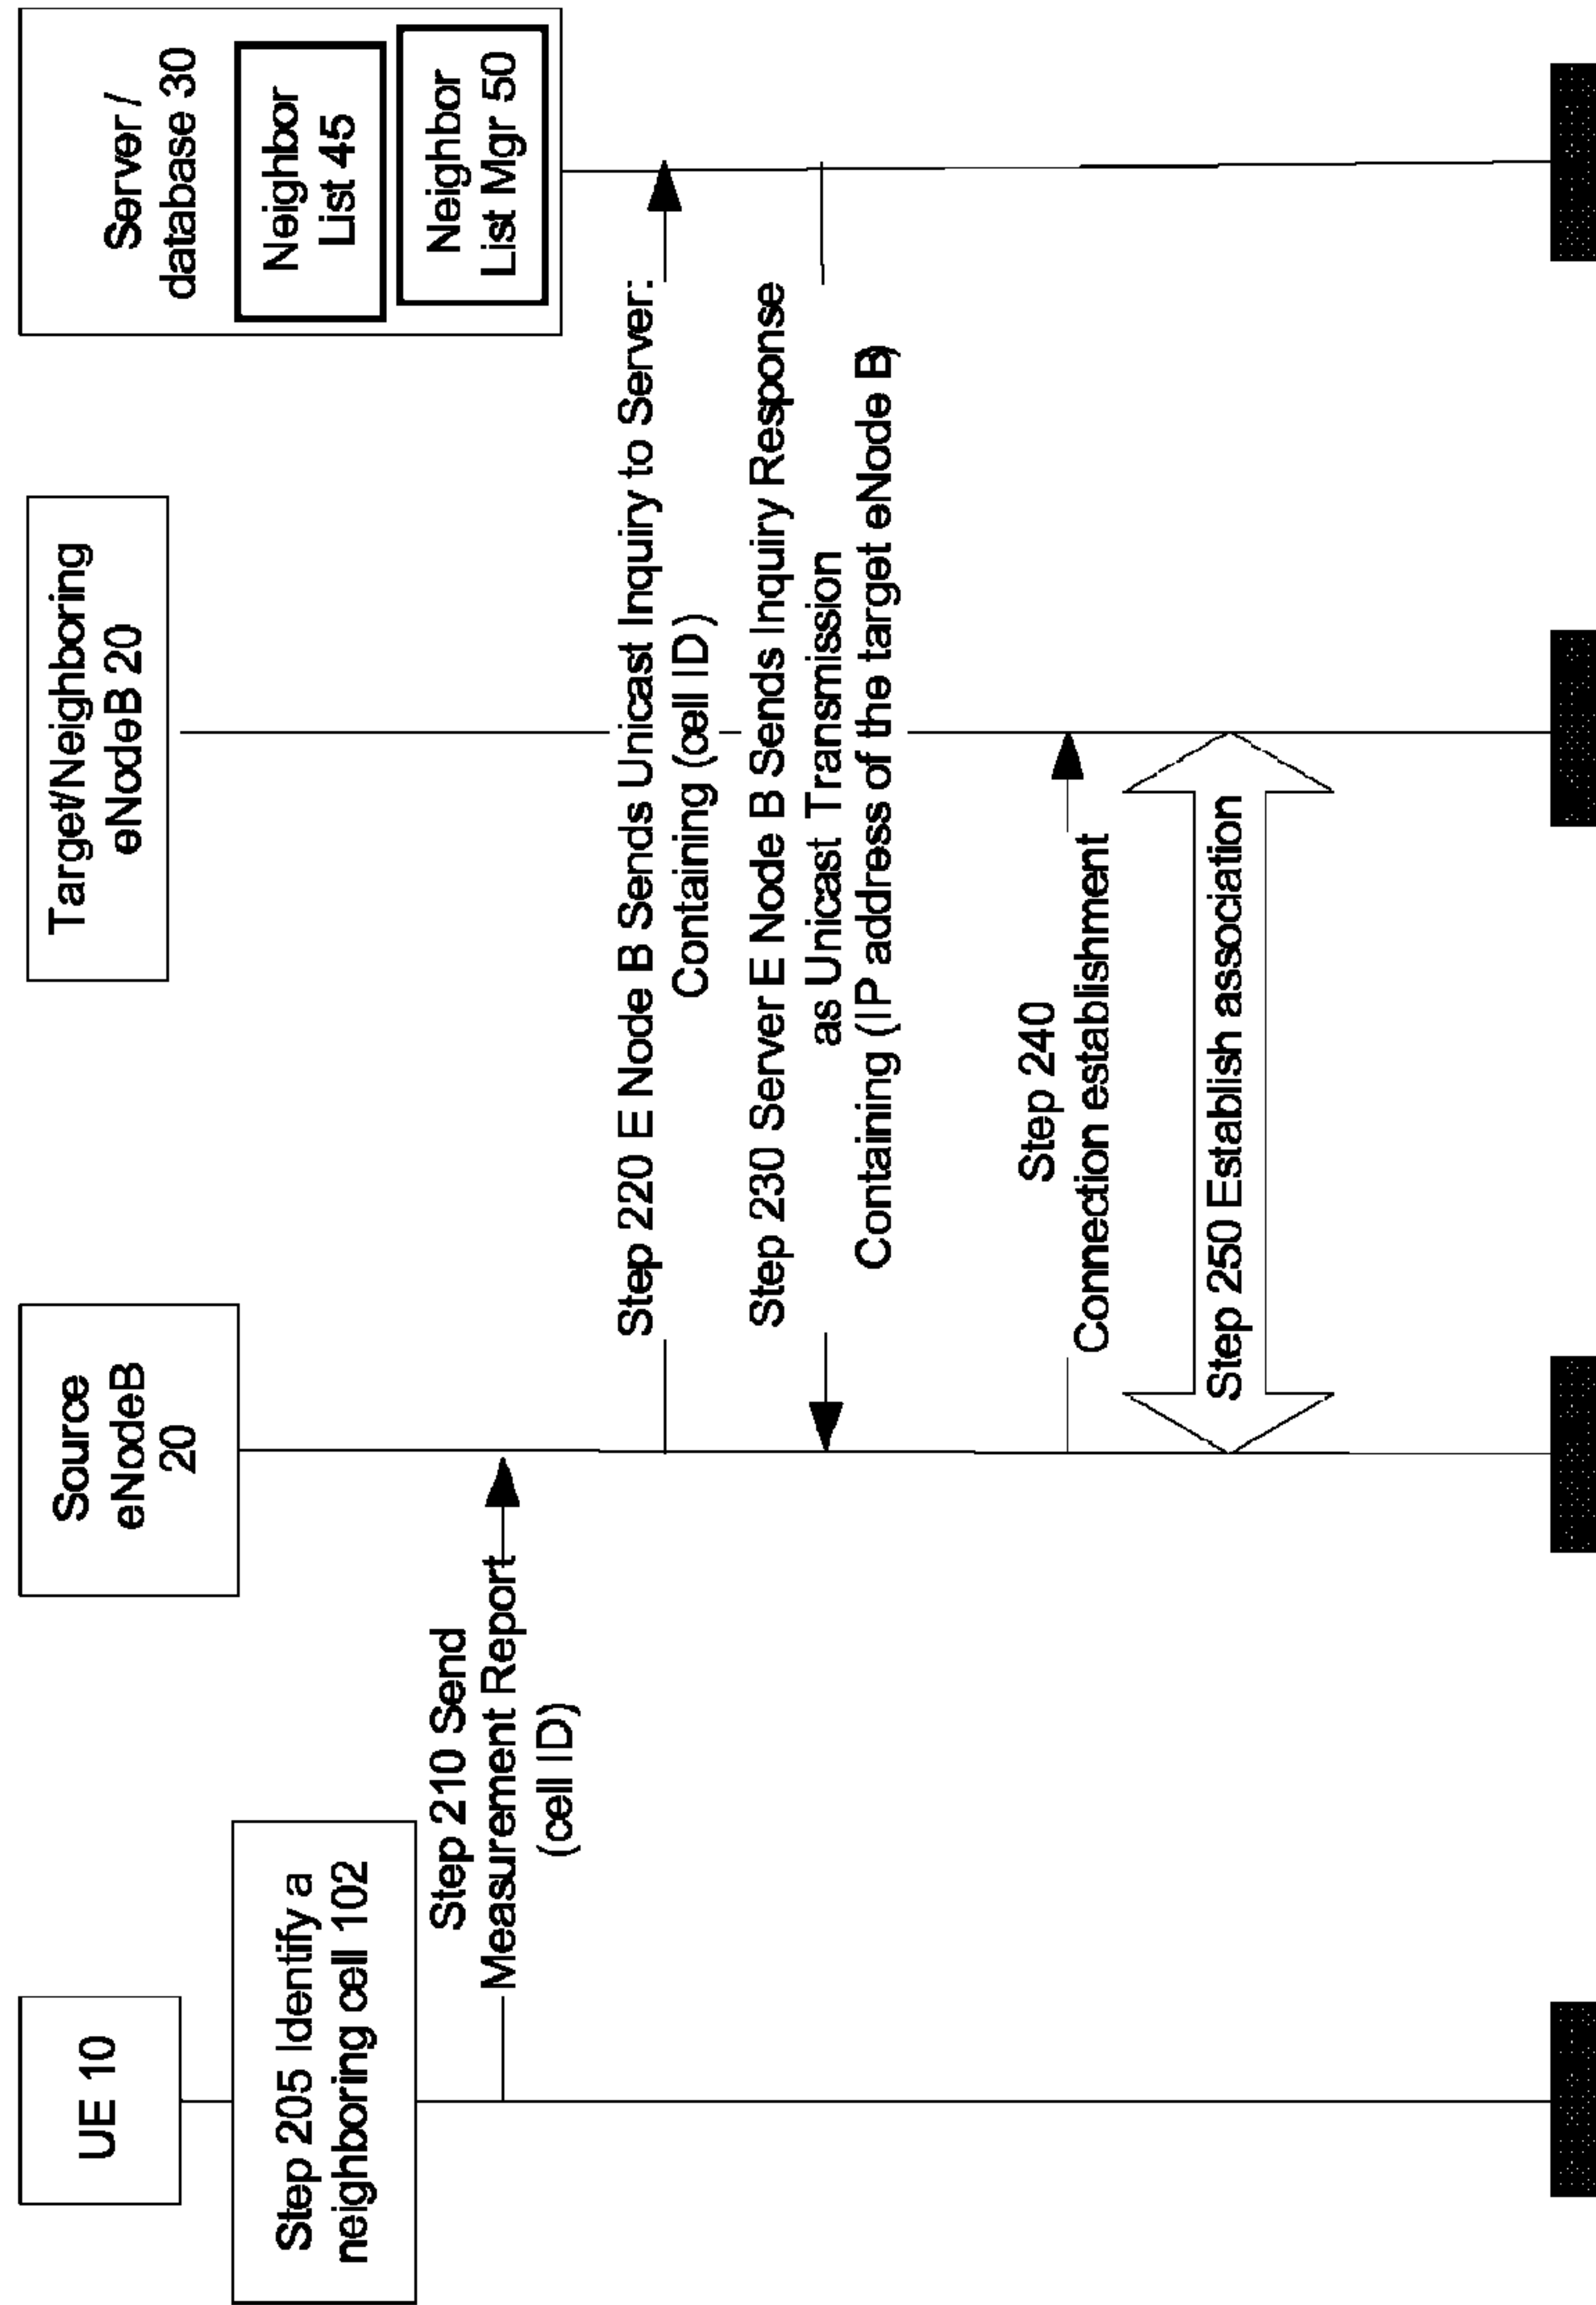 UE 10
Source
eNodeB
20
Target/Neighboring
eNodeB 20
Server /
database 30
Neighbor
List 45
Neighbor
List Mgr 50
Step 205 Identify a
neighboring cell 102
Step 210 Send
Measurement Report
(cell ID)
Step 220 E Node B Sends Unicast Inquiry to Server:
Containing (cell ID)
Step 230 Server E Node B Sends Inquiry Response
as Unicast Transmission
Containing (IP address of the target eNode B)
Step 240
Connection establishment
Step 250 Establish association